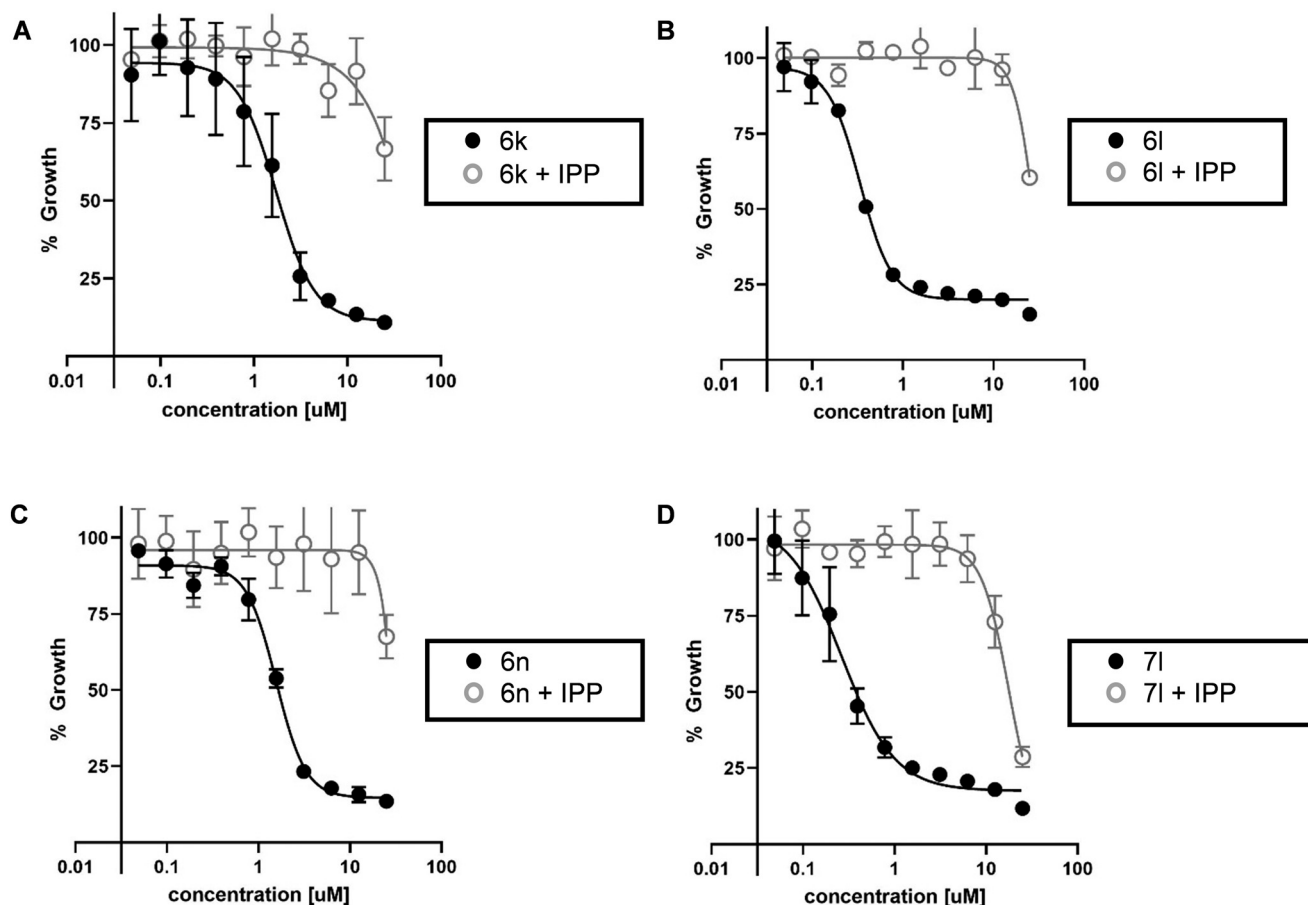 A
% Growth
100
75
50
25
0.01
0.1
1
10
100
concentration [uM]
6k
6k + IPP
B
% Growth
100
75
50
25
0.01
0.1
1
10
100
concentration [uM]
6l
6l + IPP
C
% Growth
100
75
50
25
0.01
0.1
1
10
100
concentration [uM]
6n
6n + IPP
D
% Growth
100
75
50
25
0.01
0.1
1
10
100
concentration [uM]
7l
7l + IPP